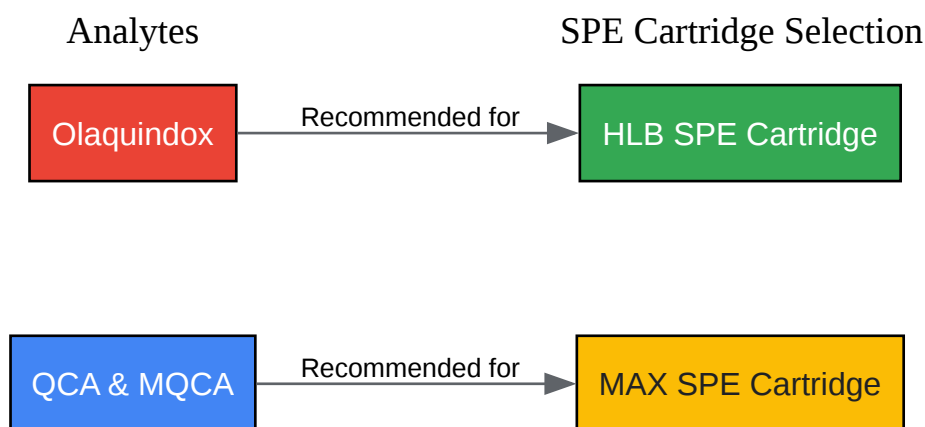 Analytes
SPE Cartridge Selection
Olaquindox
Recommended for
HLB SPE Cartridge
QCA & MQCA
Recommended for
MAX SPE Cartridge